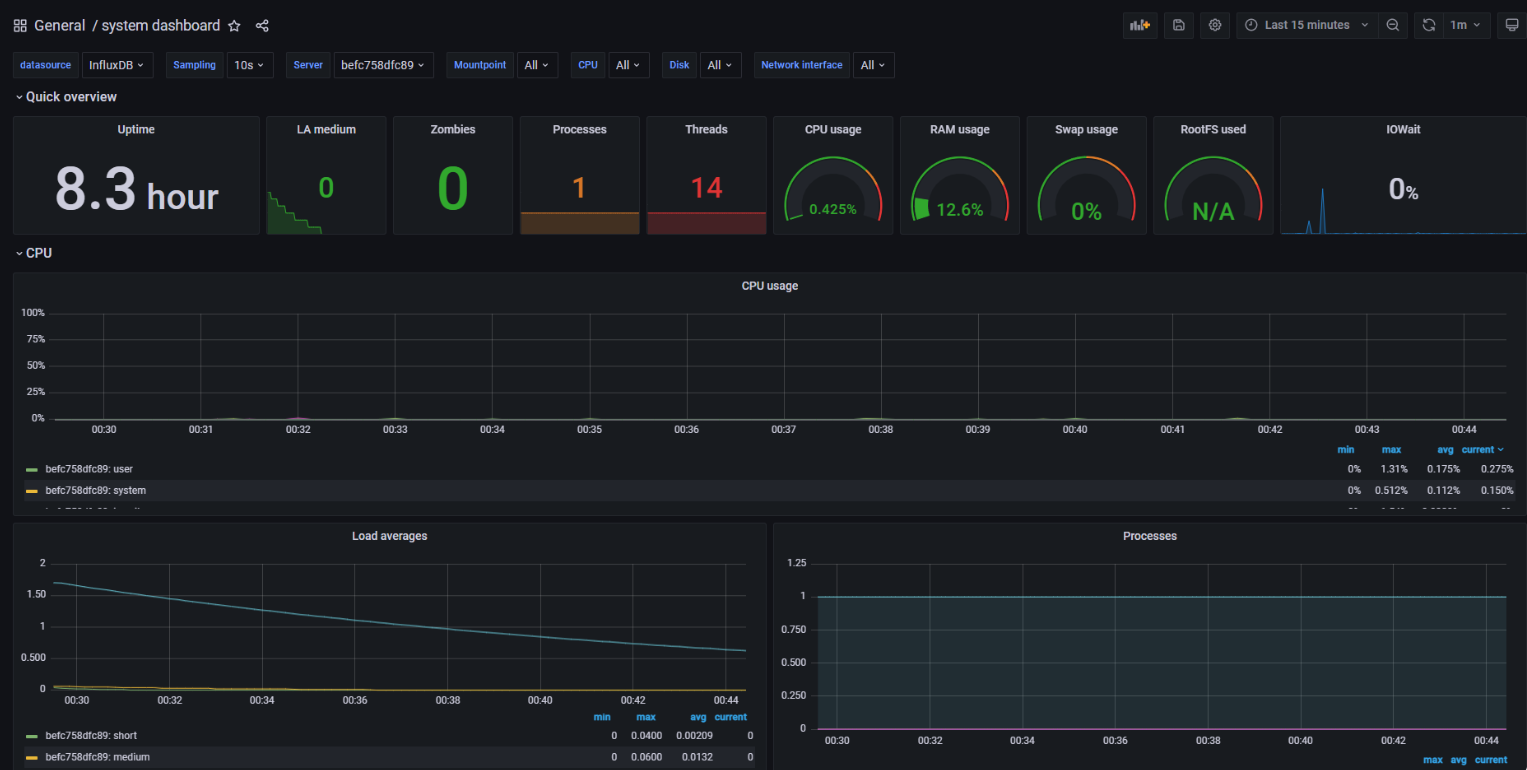 General / system dashboard
Last 15 minutes 1m
datasource InfluxDB Sampling 10s Server befc758dfc89 Mountpoint All CPU All Disk All Network interface All
Quick overview
Uptime LA medium Zombies Processes Threads CPU usage RAM usage Swap usage RootFS used IOWait
8.3 hour 0 0 1 14 0.425% 12.6% 0% N/A 0%
CPU
CPU usage
100%
75%
50%
25%
0%
00:30 00:31 00:32 00:33 00:34 00:35 00:36 00:37 00:38 00:39 00:40 00:41 00:42 00:43 00:44
min max avg current
befc758dfc89: user 0% 1.31% 0.175% 0.275%
befc758dfc89: system 0% 0.512% 0.112% 0.150%
Load averages
2
1.50
1
0.500
0
00:30 00:32 00:34 00:36 00:38 00:40 00:42 00:44
min max avg current
befc758dfc89: short 0 0.0400 0.00209 0
befc758dfc89: medium 0 0.0600 0.0132 0
Processes
1.25
1
0.750
0.500
0.250
0
00:30 00:32 00:34 00:36 00:38 00:40 00:42 00:44
max avg current